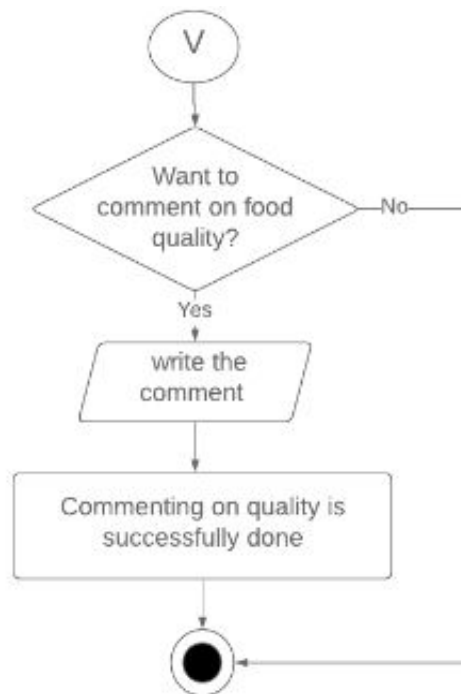 V
Want to
comment on food
quality?
No
Yes
write the
comment
Commenting on quality is
successfully done